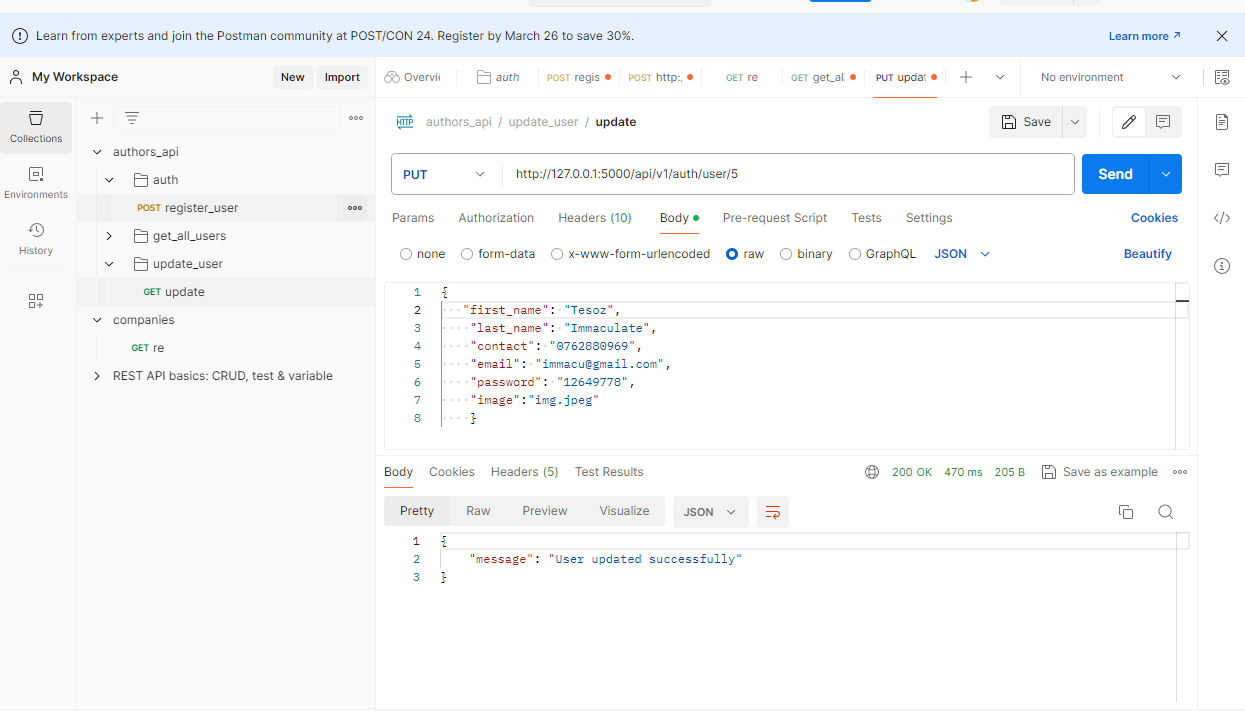 Learn from experts and join the Postman community at POST/CON 24. Register by March 26 to save 30%. Learn more
My Workspace New Import
Overvie auth POST regis POST http:, GET re GET get_al PUT updat No environment
Collections
Environments
History
authors_api
auth
POST register_user
get_all_users
update_user
GET update
companies
GET re
REST API basics: CRUD, test & variable
HTTP authors_api / update_user / update Save
PUT http://127.0.0.1:5000/api/v1/auth/user/5 Send
Params Authorization Headers (10) Body Pre-request Script Tests Settings Cookies
none form-data x-www-form-urlencoded raw binary GraphQL JSON Beautify
1 {
2 "first_name": "Tesoz",
3 "last_name": "Immaculate",
4 "contact": "0762880969",
5 "email": "immacu@gmail.com",
6 "password": "12649778",
7 "image":"img.jpeg"
8 }
Body Cookies Headers (5) Test Results 200 OK 470 ms 205 B Save as example
Pretty Raw Preview Visualize JSON
1 {
2 "message": "User updated successfully"
3 }